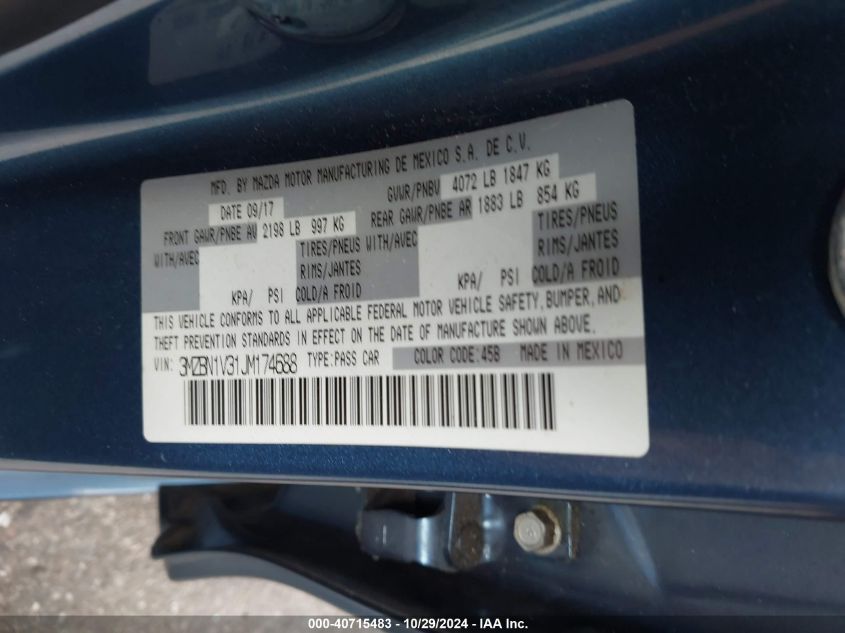 MFD. BY MAZDA MOTOR MANUFACTURING DE MEXICO S.A. DE C.V.
DATE 09/17 GVWR/PNBV 4072 LB 1847 KG
FRONT GAWR/PNBE AV 2198 LB 997 KG REAR GAWR/PNBE AR 1883 LB 854 KG
WITH/AVEC TIRES/PNEUS WITH/AVEC TIRES/PNEUS
RIMS/JANTES RIMS/JANTES
KPA/ PSI COLD/A FROID KPA/ PSI COLD/A FROID
THIS VEHICLE CONFORMS TO ALL APPLICABLE FEDERAL MOTOR VEHICLE SAFETY, BUMPER, AND
THEFT PREVENTION STANDARDS IN EFFECT ON THE DATE OF MANUFACTURE SHOWN ABOVE.
VIN: 3MZBN1V31JM174688 TYPE:PASS CAR COLOR CODE:45B MADE IN MEXICO
000-40715483 - 10/29/2024 - IAA Inc.